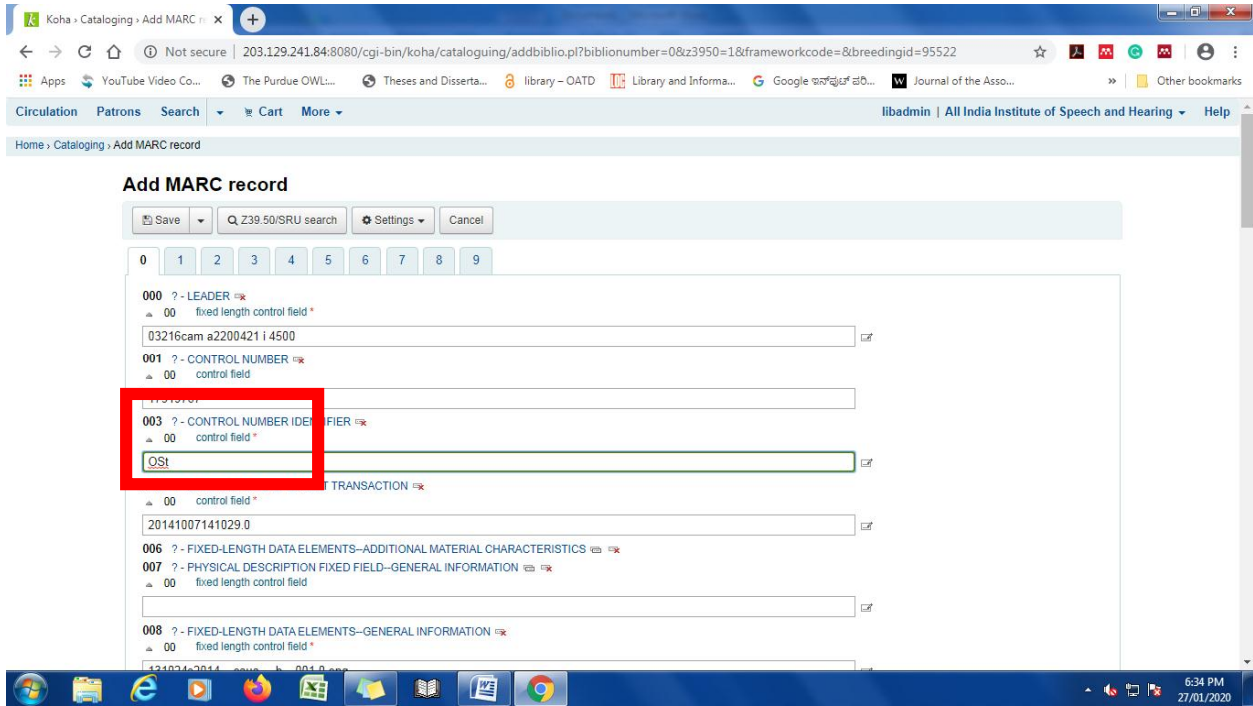 Koha › Cataloging › Add MARC r
Not secure | 203.129.241.84:8080/cgi-bin/koha/cataloguing/addbiblio.pl?biblionumber=0&z3950=1&frameworkcode=&breedingid=95522
Apps YouTube Video Co... The Purdue OWL:... Theses and Disserta... library – OATD Library and Informa... Google ಇನ್‌ಪುಟ್ ಪರಿ... Journal of the Asso... » Other bookmarks
Circulation Patrons Search Cart More libadmin | All India Institute of Speech and Hearing Help
Home › Cataloging › Add MARC record
Add MARC record
Save Z39.50/SRU search Settings Cancel
0 1 2 3 4 5 6 7 8 9
000 ? - LEADER
00 fixed length control field *
03216cam a2200421 i 4500
001 ? - CONTROL NUMBER
00 control field
003 ? - CONTROL NUMBER IDENTIFIER
00 control field *
OSt
T TRANSACTION
00 control field *
20141007141029.0
006 ? - FIXED-LENGTH DATA ELEMENTS--ADDITIONAL MATERIAL CHARACTERISTICS
007 ? - PHYSICAL DESCRIPTION FIXED FIELD--GENERAL INFORMATION
00 fixed length control field
008 ? - FIXED-LENGTH DATA ELEMENTS--GENERAL INFORMATION
00 fixed length control field *
6:34 PM
27/01/2020